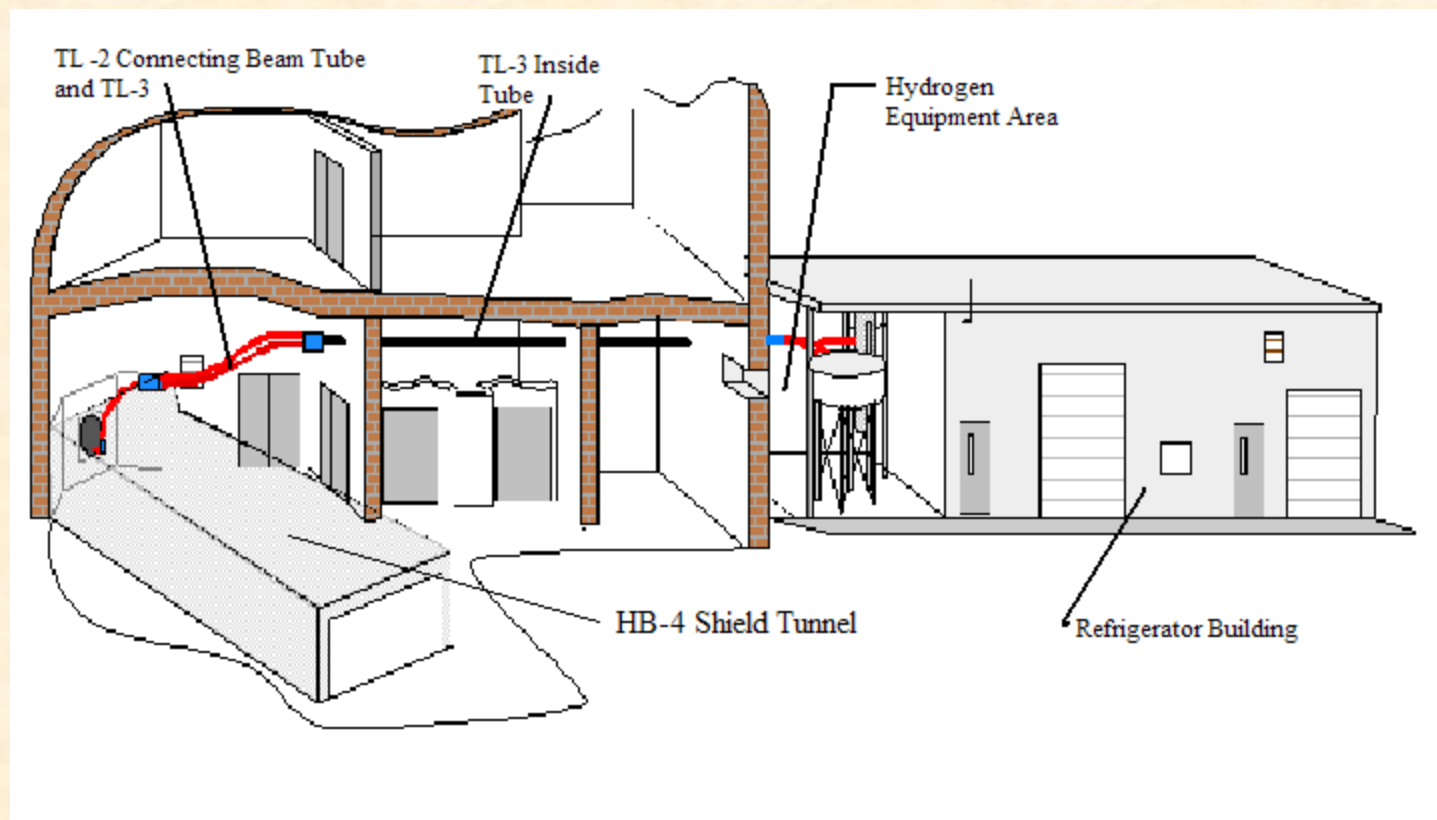 TL -2 Connecting Beam Tube
and TL-3
TL-3 Inside
Tube
Hydrogen
Equipment Area
HB-4 Shield Tunnel
Refrigerator Building